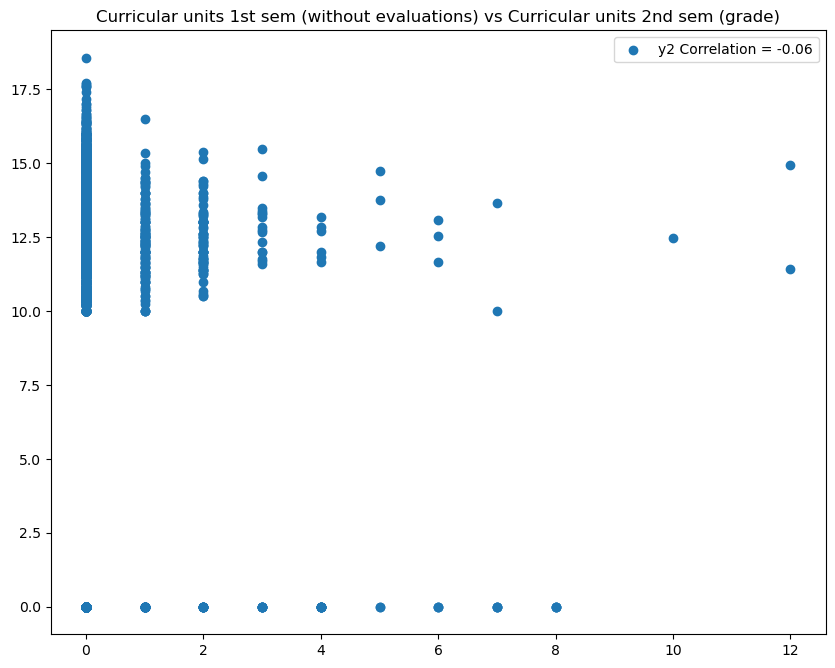 Curricular units 1st sem (without evaluations) vs Curricular units 2nd sem (grade)
y2 Correlation = -0.06
17.5
15.0
12.5
10.0
7.5
5.0
2.5
0.0
0 2 4 6 8 10 12